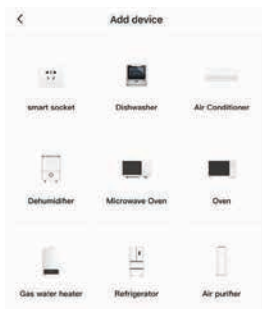 Add device
smart socket Dishwasher Air Conditioner
Dehumidifier Microwave Oven Oven
Gas water heater Refrigerator Air purifier